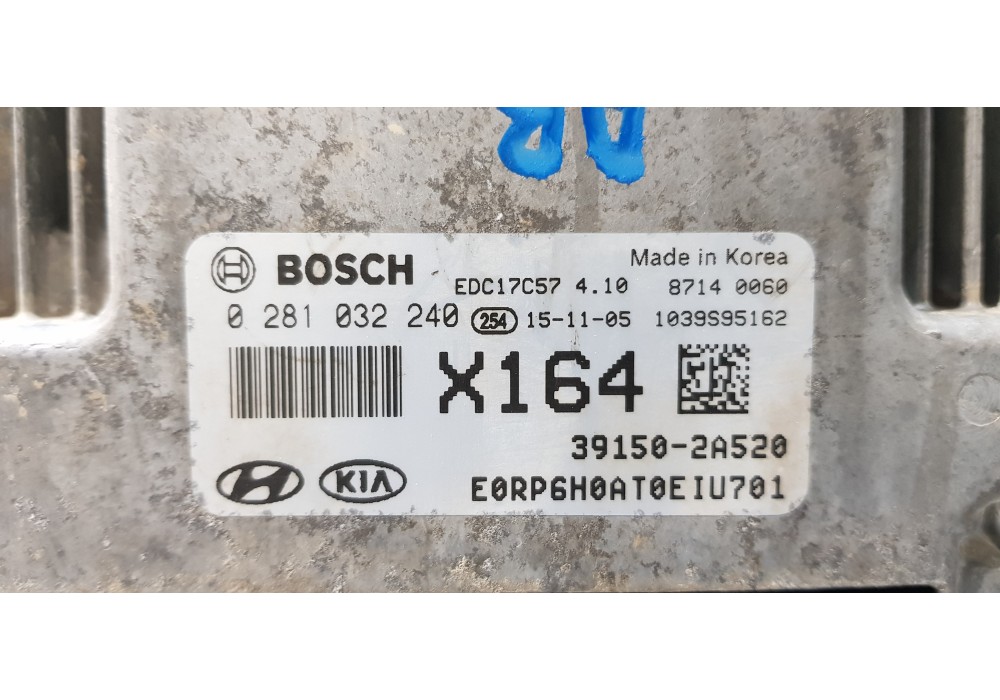 BOSCH
Made in Korea
EDC17C57 4.10 8714 0060
0 281 032 240 254 15-11-05 1039S95162
X164
39150-2A520
KIA
E0RP6H0AT0EIU701